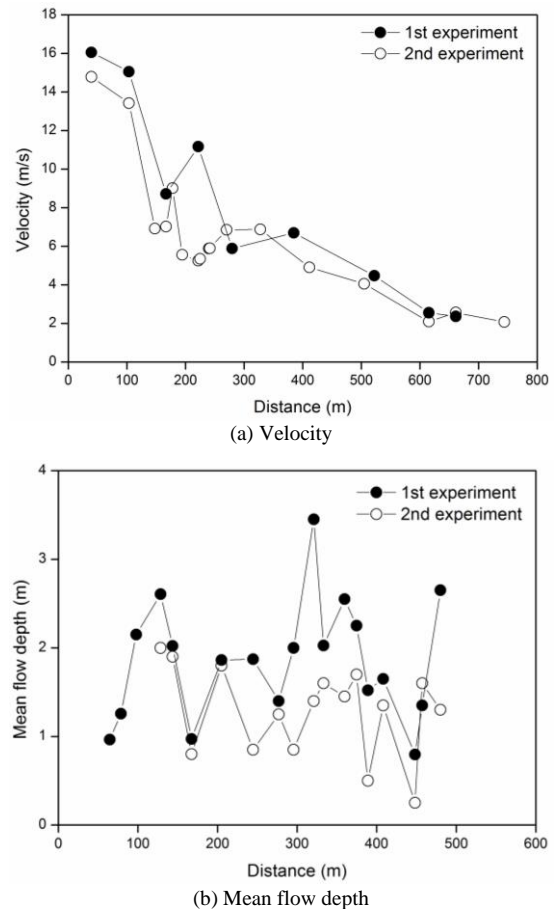 18
16
14
12
10
8
6
4
2
0
Velocity (m/s)
1st experiment
2nd experiment
0 100 200 300 400 500 600 700 800
Distance (m)
(a) Velocity
4
3
2
1
0
Mean flow depth (m)
1st experiment
2nd experiment
0 100 200 300 400 500 600
Distance (m)
(b) Mean flow depth